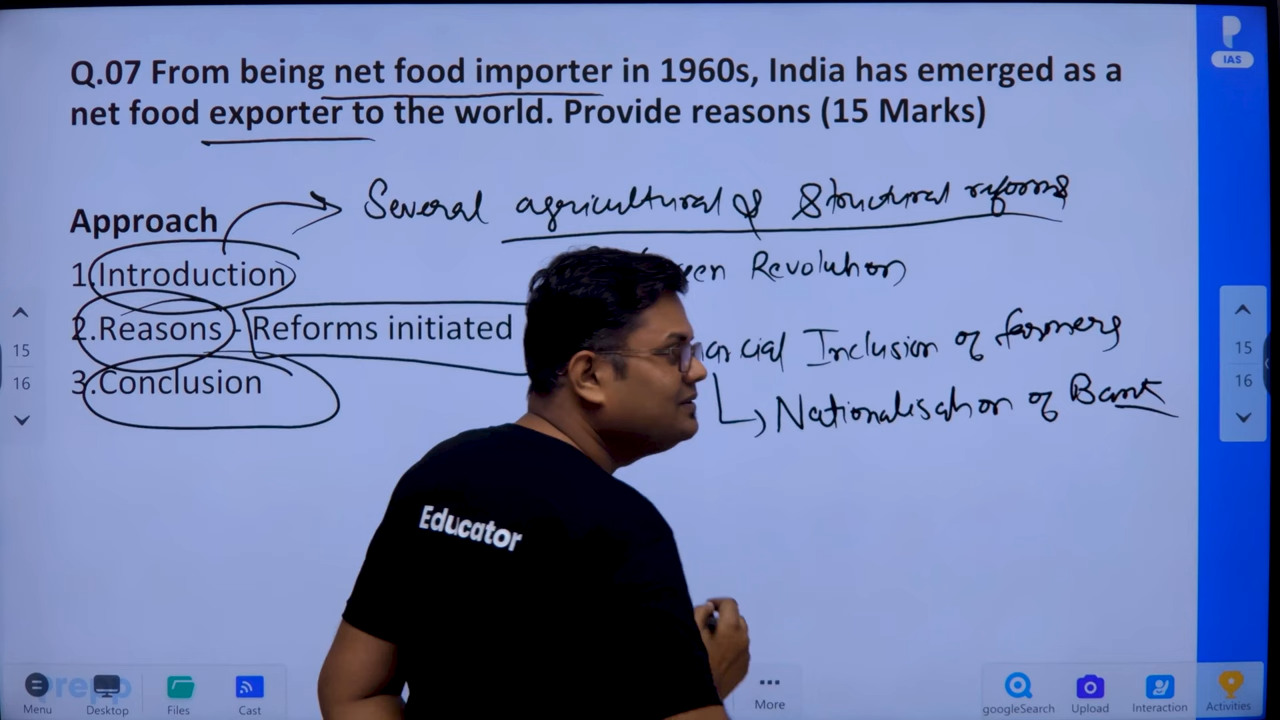 Q.07 From being net food importer in 1960s, India has emerged as a
net food exporter to the world. Provide reasons (15 Marks)
IAS
Several agricultural & Structural reforms
Approach
1.Introduction
een Revolution
2.Reasons - Reforms initiated
ancial Inclusion of farmers
3.Conclusion
Nationalisation of Bank
15
16
15
16
Educator
Prepp
Menu
Desktop
Files
Cast
More
googleSearch
Upload
Interaction
Activities